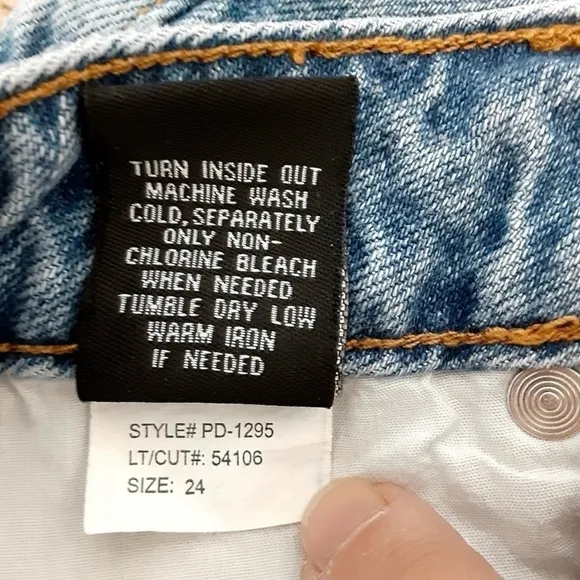 TURN INSIDE OUT
MACHINE WASH
COLD, SEPARATELY
ONLY NON-
CHLORINE BLEACH
WHEN NEEDED
TUMBLE DRY LOW
WARM IRON
IF NEEDED
STYLE# PD-1295
LT/CUT#: 54106
SIZE: 24